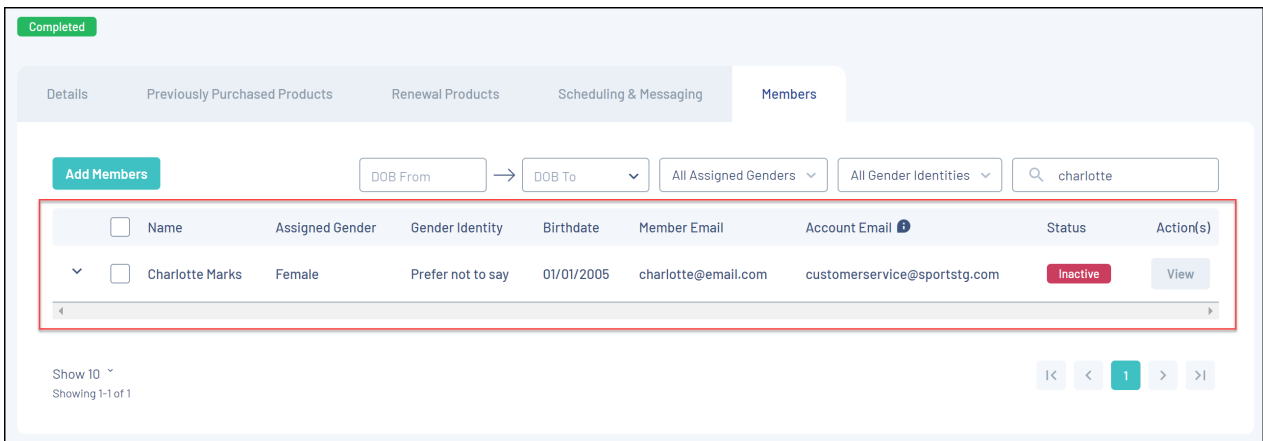 Completed
Details Previously Purchased Products Renewal Products Scheduling & Messaging Members
Add Members DOB From DOB To All Assigned Genders All Gender Identities charlotte
Name Assigned Gender Gender Identity Birthdate Member Email Account Email Status Action(s)
Charlotte Marks Female Prefer not to say 01/01/2005 charlotte@email.com customerservice@sportstg.com Inactive View
Show 10
1
Showing 1-1 of 1